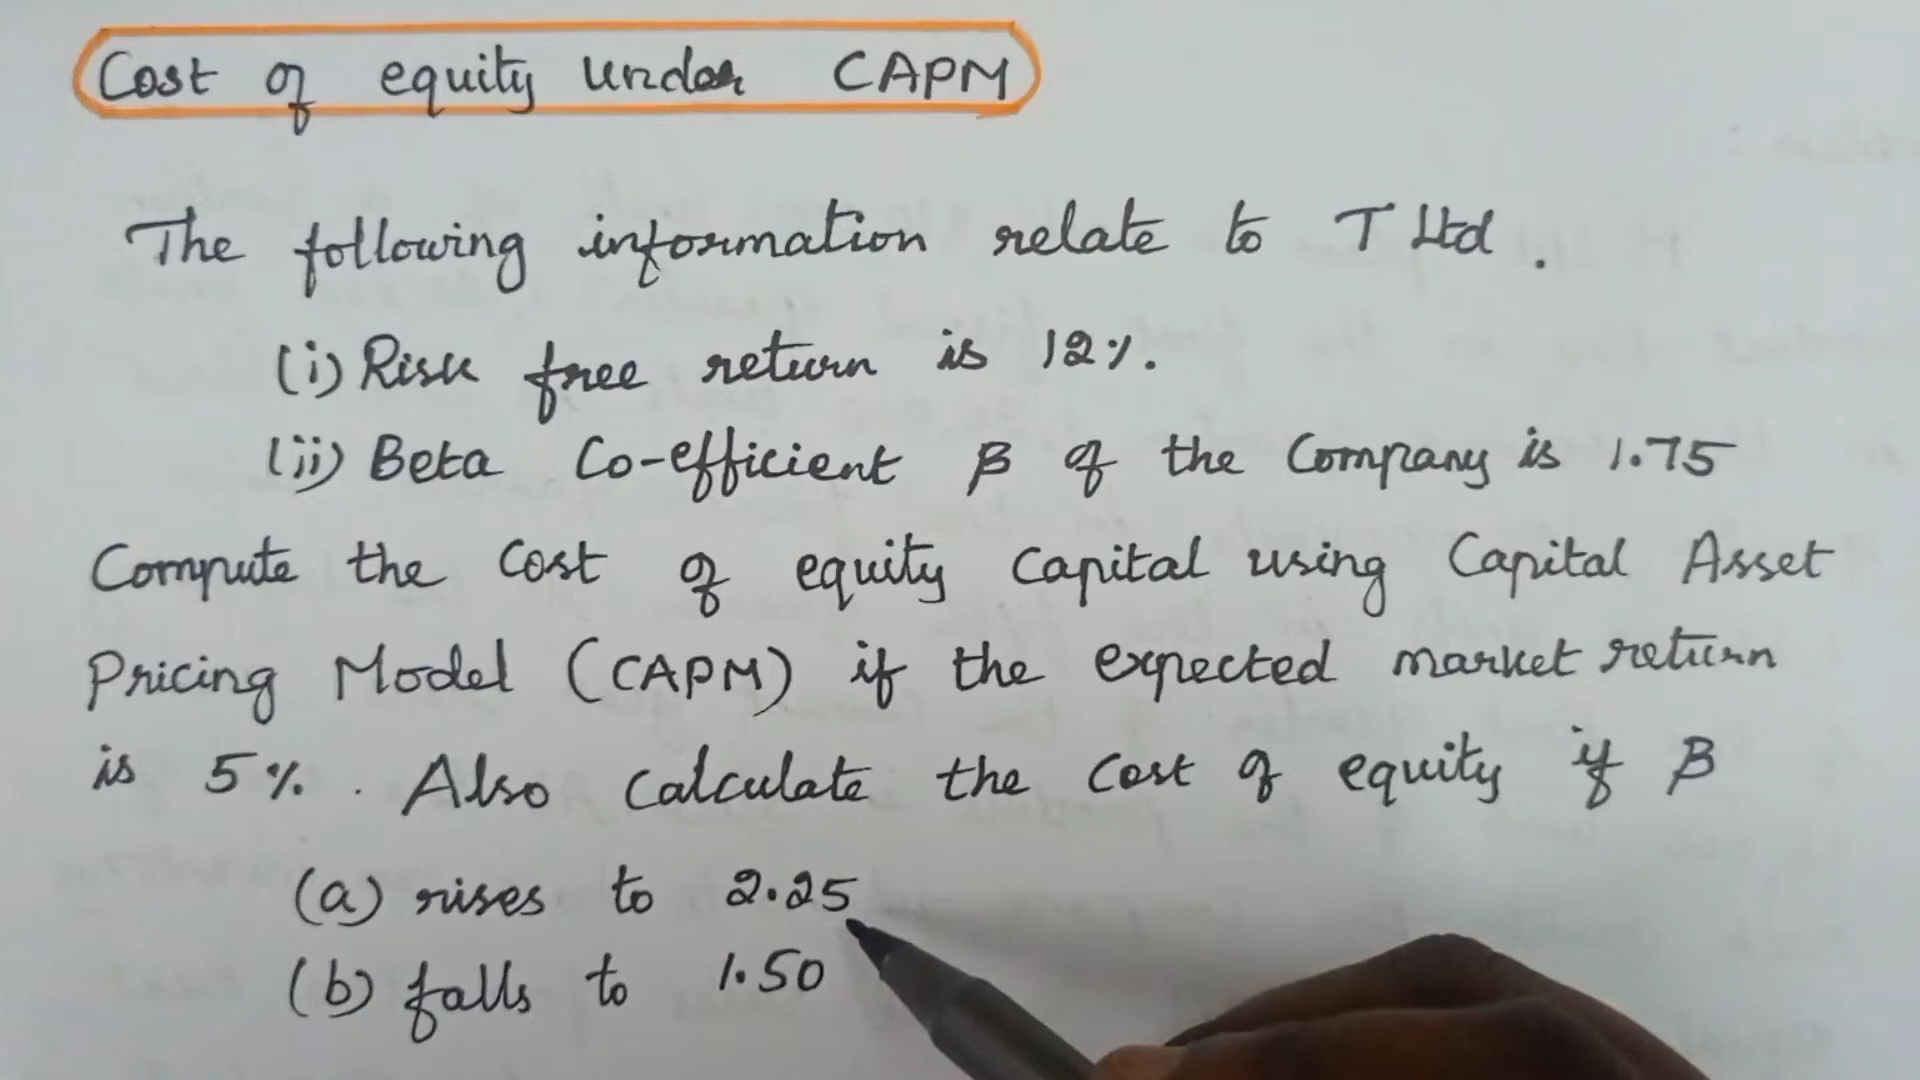 Cost of equity under CAPM
The following information relate to T Ltd.
(i) Risk free return is 12%.
(ii) Beta Co-efficient β of the Company is 1.75
Compute the Cost of equity Capital using Capital Asset
Pricing Model (CAPM) if the expected market return
is 5%. Also calculate the cost of equity if β
(a) rises to 2.25
(b) falls to 1.50